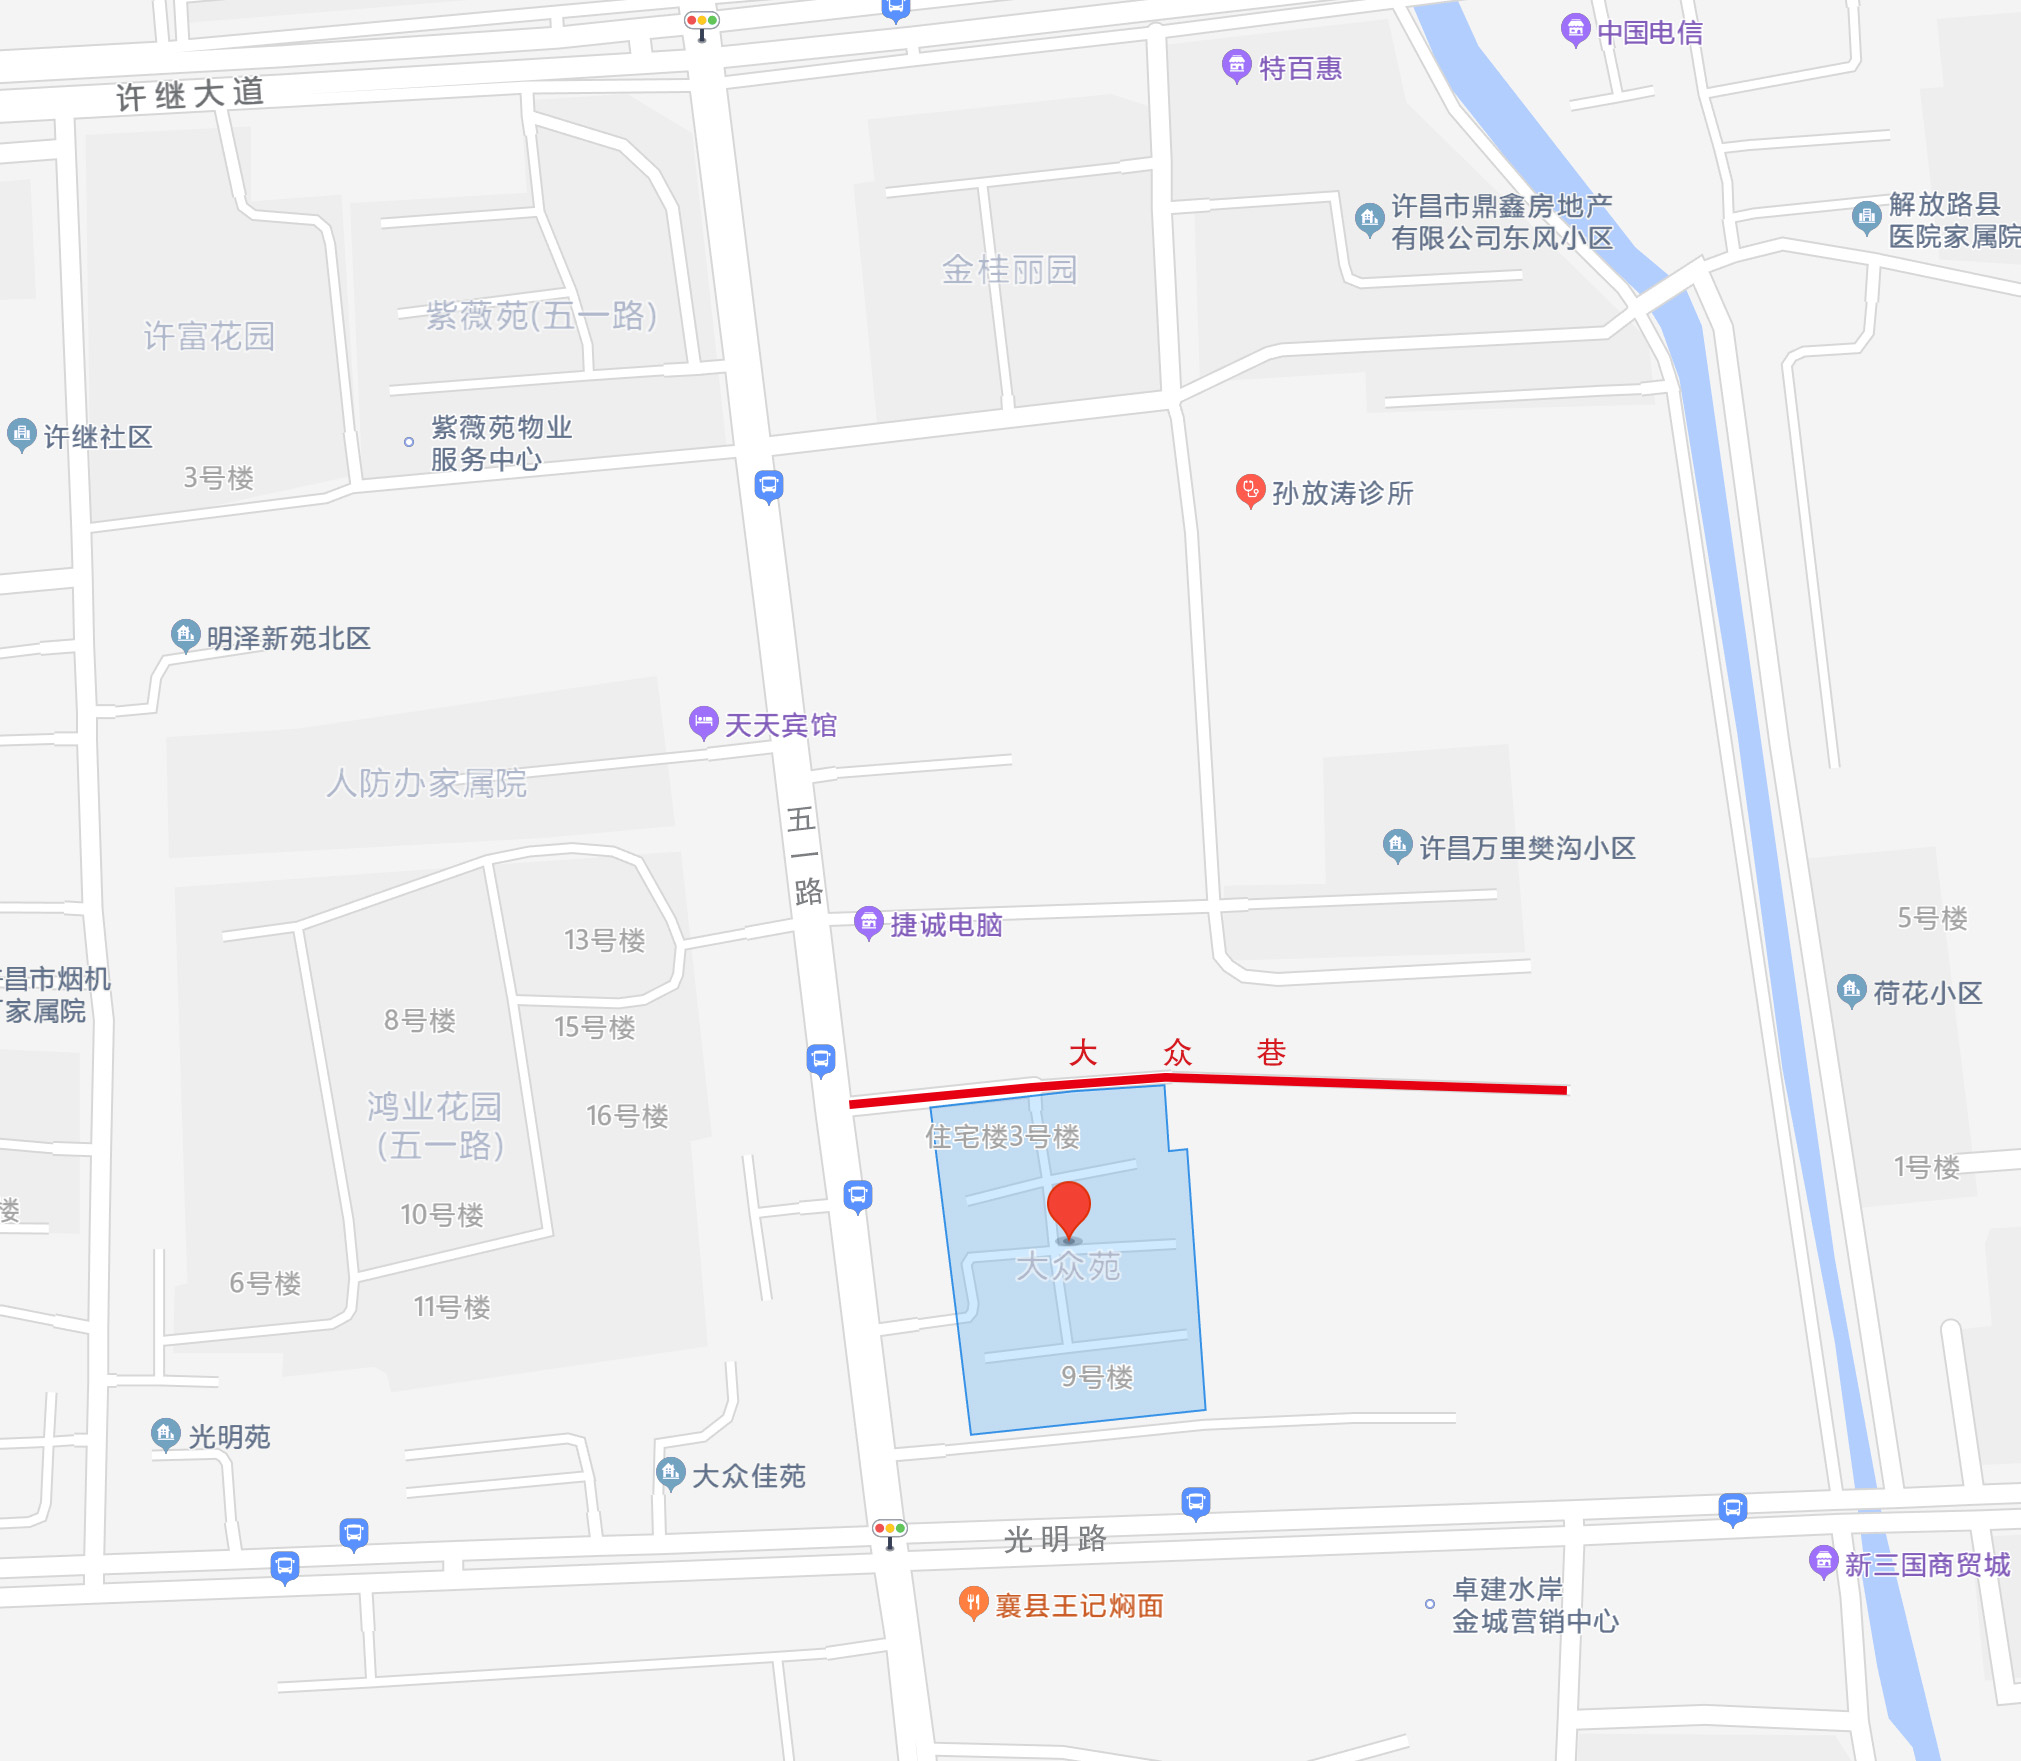 中国电信
特百惠
许继大道
许昌市鼎鑫房地产
有限公司东风小区
解放路县
医院家属院
金桂丽园
紫薇苑(五一路)
许富花园
许继社区
紫薇苑物业
服务中心
3号楼
孙放涛诊所
明泽新苑北区
天天宾馆
人防办家属院
五一路
许昌万里樊沟小区
捷诚电脑
5号楼
13号楼
昌市烟机
家属院
荷花小区
8号楼
15号楼
大众巷
鸿业花园
(五一路)
16号楼
住宅楼3号楼
1号楼
楼
10号楼
大众苑
6号楼
11号楼
9号楼
光明苑
大众佳苑
光明路
新三国商贸城
卓建水岸
金城营销中心
襄县王记焖面